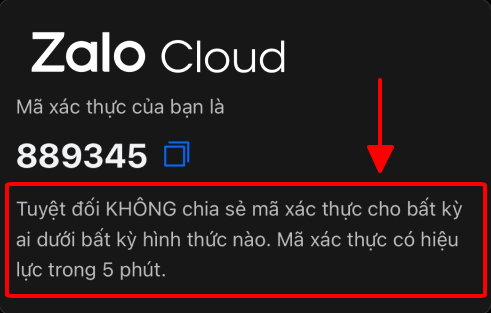 Zalo Cloud
Mã xác thực của bạn là
889345
Tuyệt đối KHÔNG chia sẻ mã xác thực cho bất kỳ
ai dưới bất kỳ hình thức nào. Mã xác thực có hiệu
lực trong 5 phút.